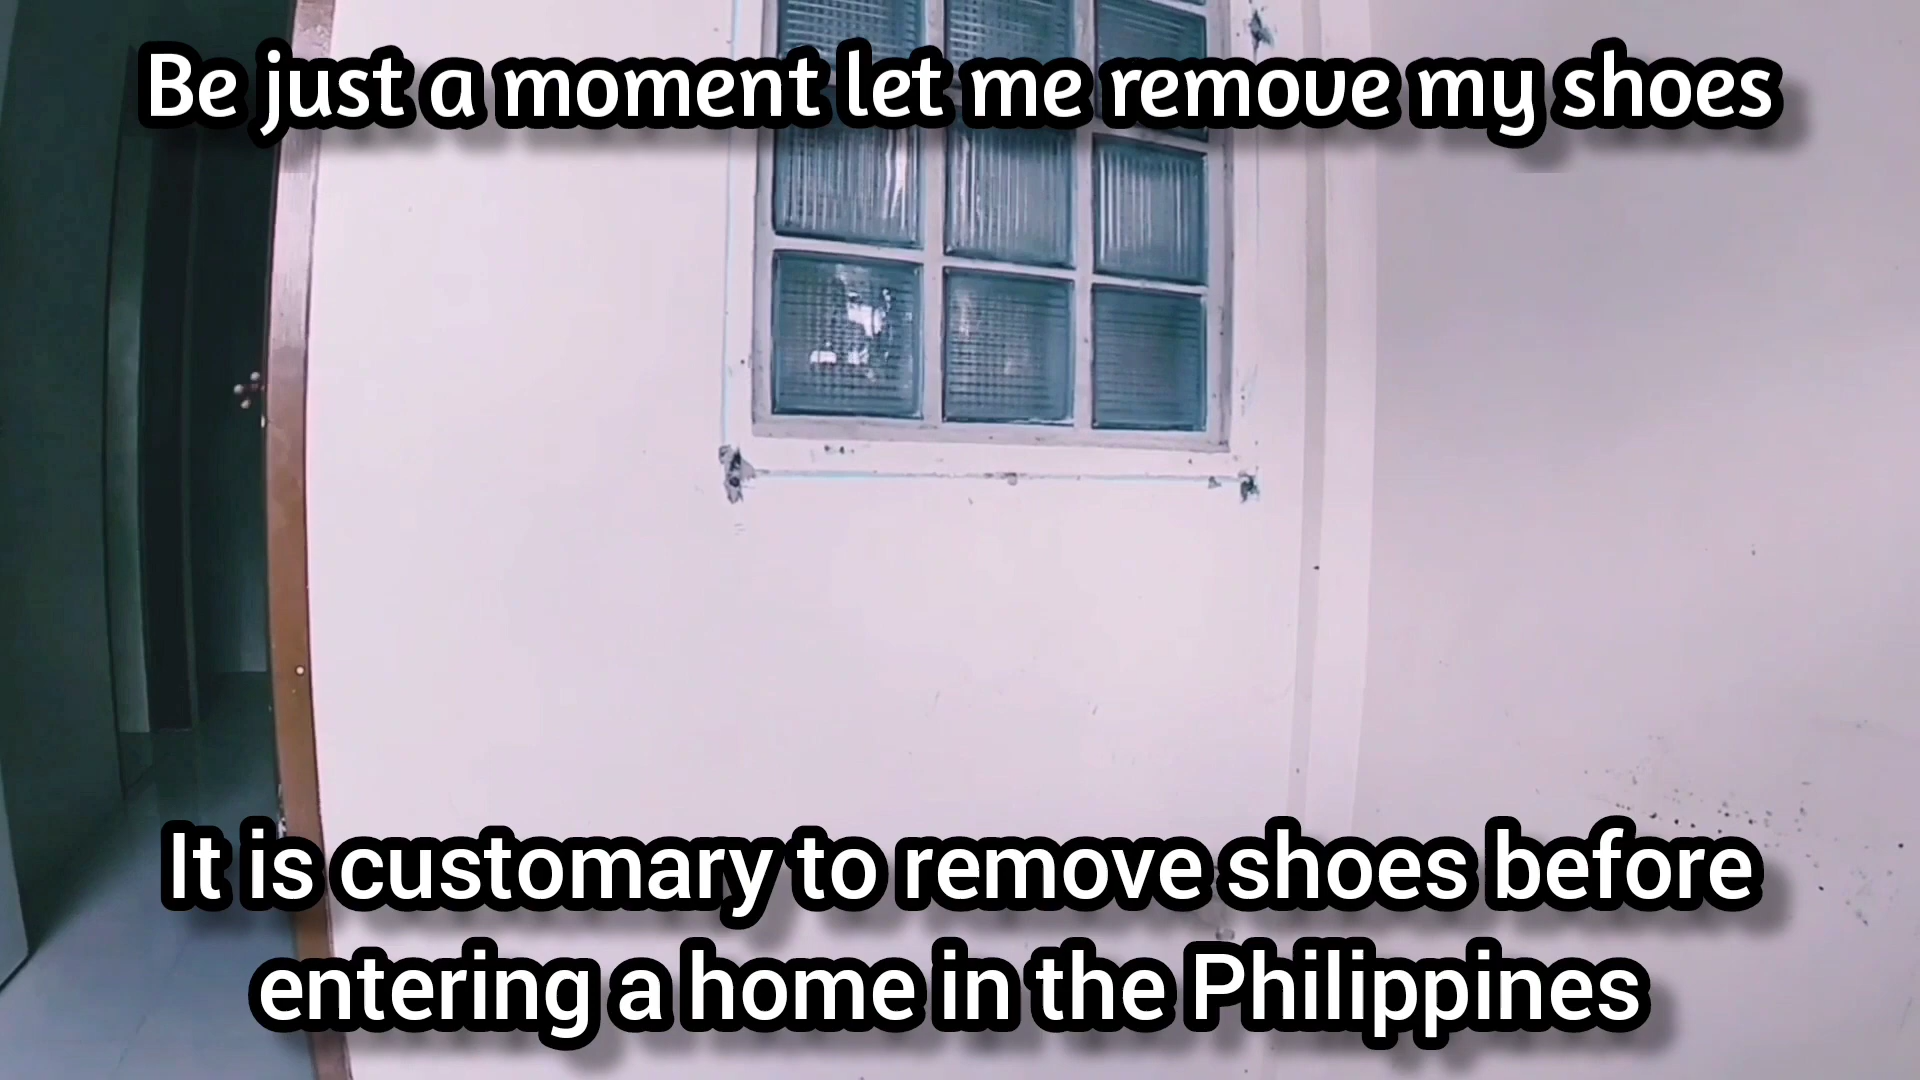 Be just a moment let me remove my shoes
It is customary to remove shoes before
entering a home in the Philippines